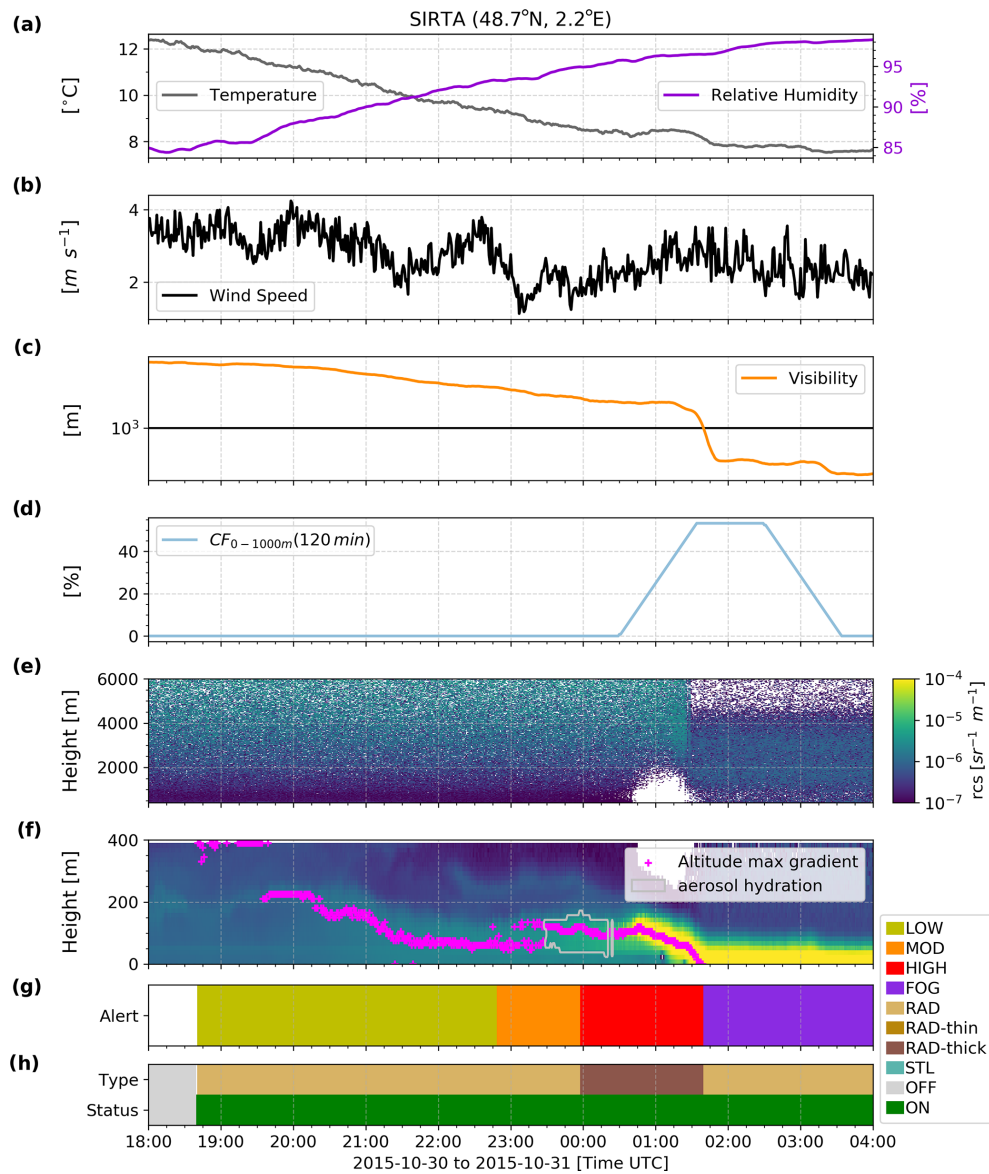 SIRTA (48.7°N, 2.2°E)
(a)
12
10
8
[°C]
Temperature
Relative Humidity
95
90
85
[%]
(b)
4
2
[m s⁻¹]
Wind Speed
(c)
10³
[m]
Visibility
(d)
40
20
0
[%]
CF₀₋₁₀₀₀ₘ(120 min)
(e)
6000
4000
2000
Height [m]
10⁻⁴
10⁻⁵
10⁻⁶
10⁻⁷
rcs [sr⁻¹ m⁻¹]
(f)
400
200
0
Height [m]
Altitude max gradient
aerosol hydration
(g)
Alert
LOW
MOD
HIGH
FOG
RAD
RAD-thin
RAD-thick
STL
OFF
ON
(h)
Type
Status
18:00 19:00 20:00 21:00 22:00 23:00 00:00 01:00 02:00 03:00 04:00
2015-10-30 to 2015-10-31 [Time UTC]